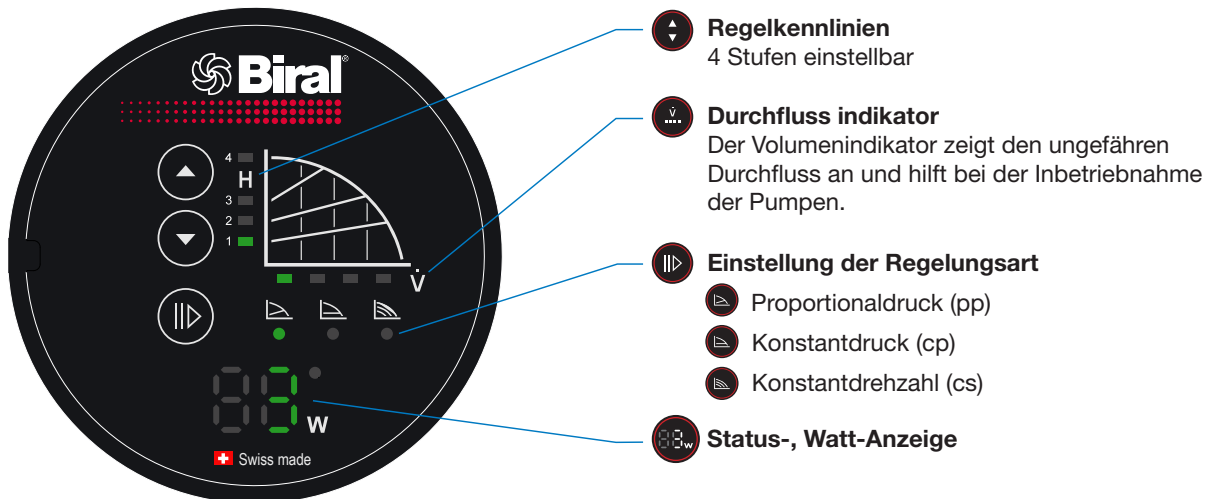 Biral®
4
H
3
2
1
V̇
88 W
Swiss made
Regelkennlinien
4 Stufen einstellbar
V̇
Durchfluss indikator
Der Volumenindikator zeigt den ungefähren
Durchfluss an und hilft bei der Inbetriebnahme
der Pumpen.
Einstellung der Regelungsart
Proportionaldruck (pp)
Konstantdruck (cp)
Konstantdrehzahl (cs)
3w
Status-, Watt-Anzeige